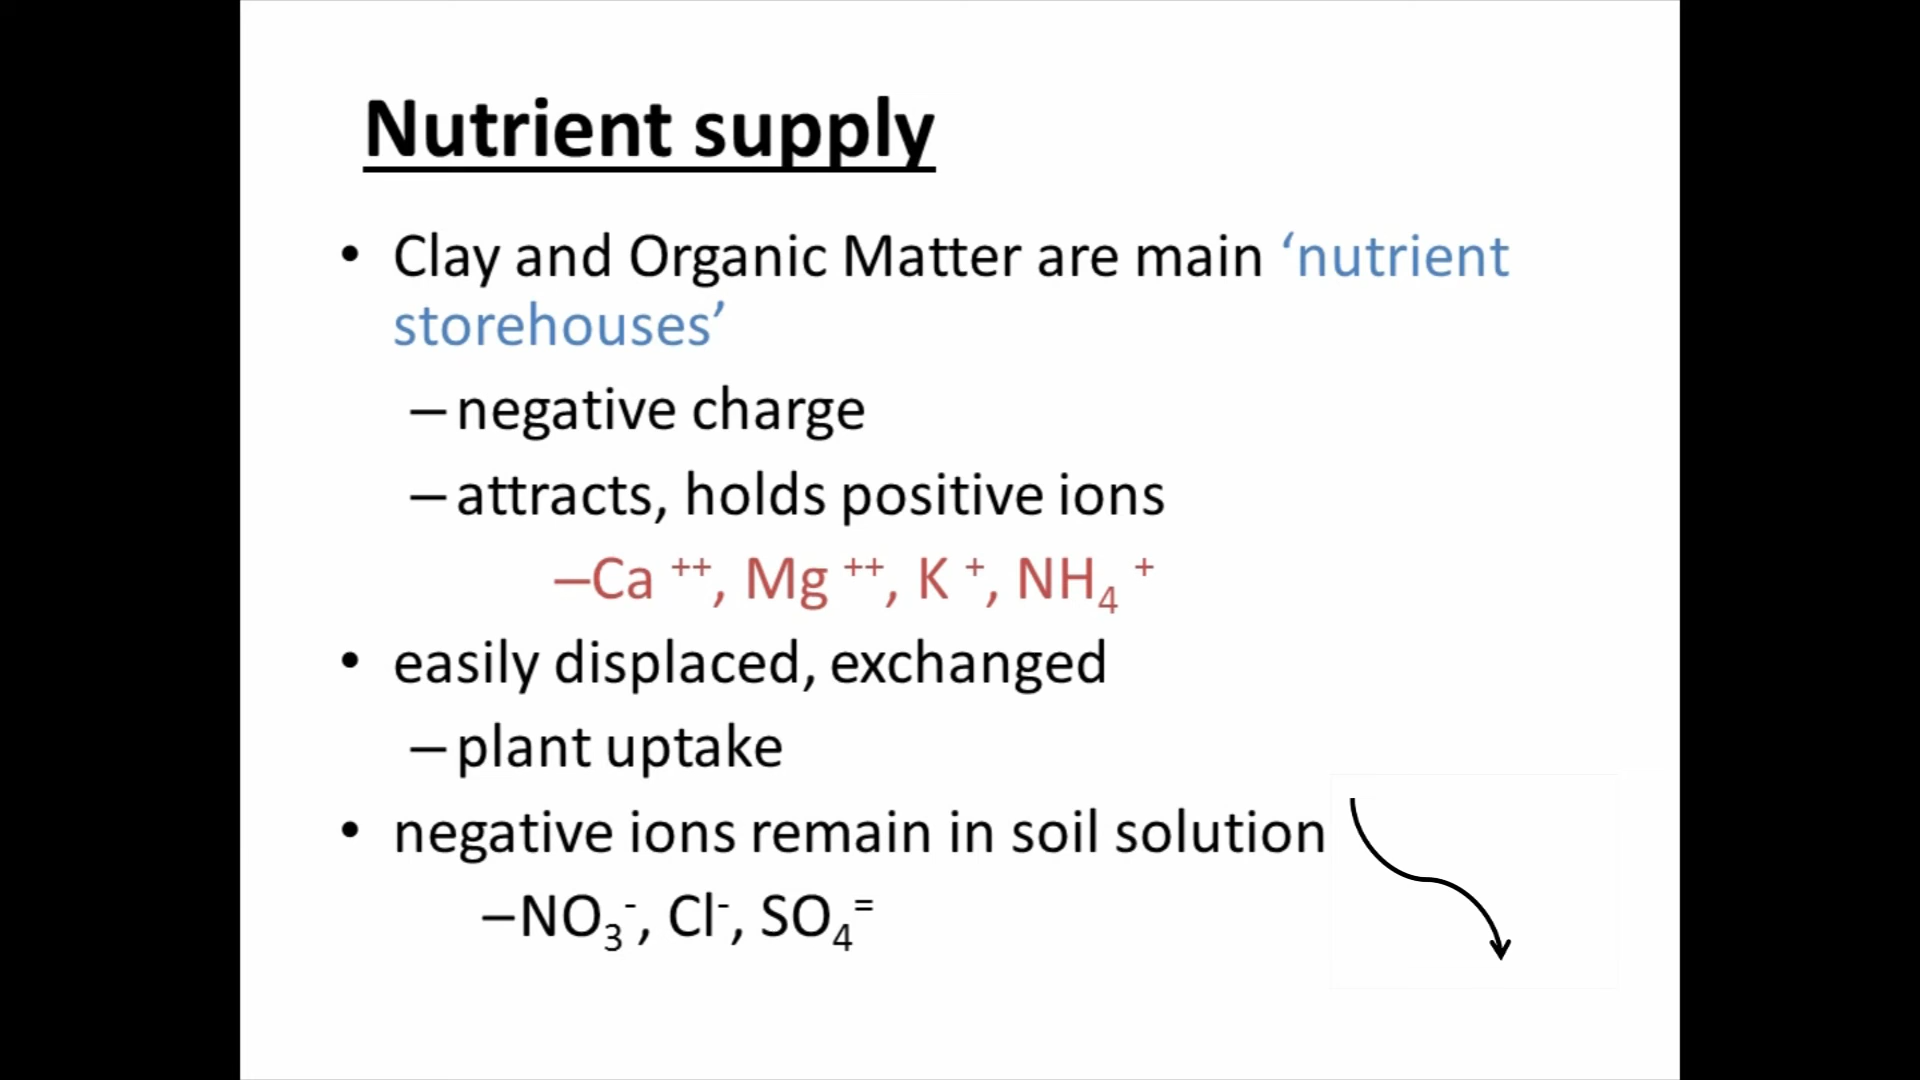 Nutrient supply
• Clay and Organic Matter are main ‘nutrient
storehouses’
–negative charge
–attracts, holds positive ions
–Ca ⁺⁺, Mg ⁺⁺, K ⁺, NH₄ ⁺
• easily displaced, exchanged
–plant uptake
• negative ions remain in soil solution
–NO₃⁻, Cl⁻, SO₄⁼